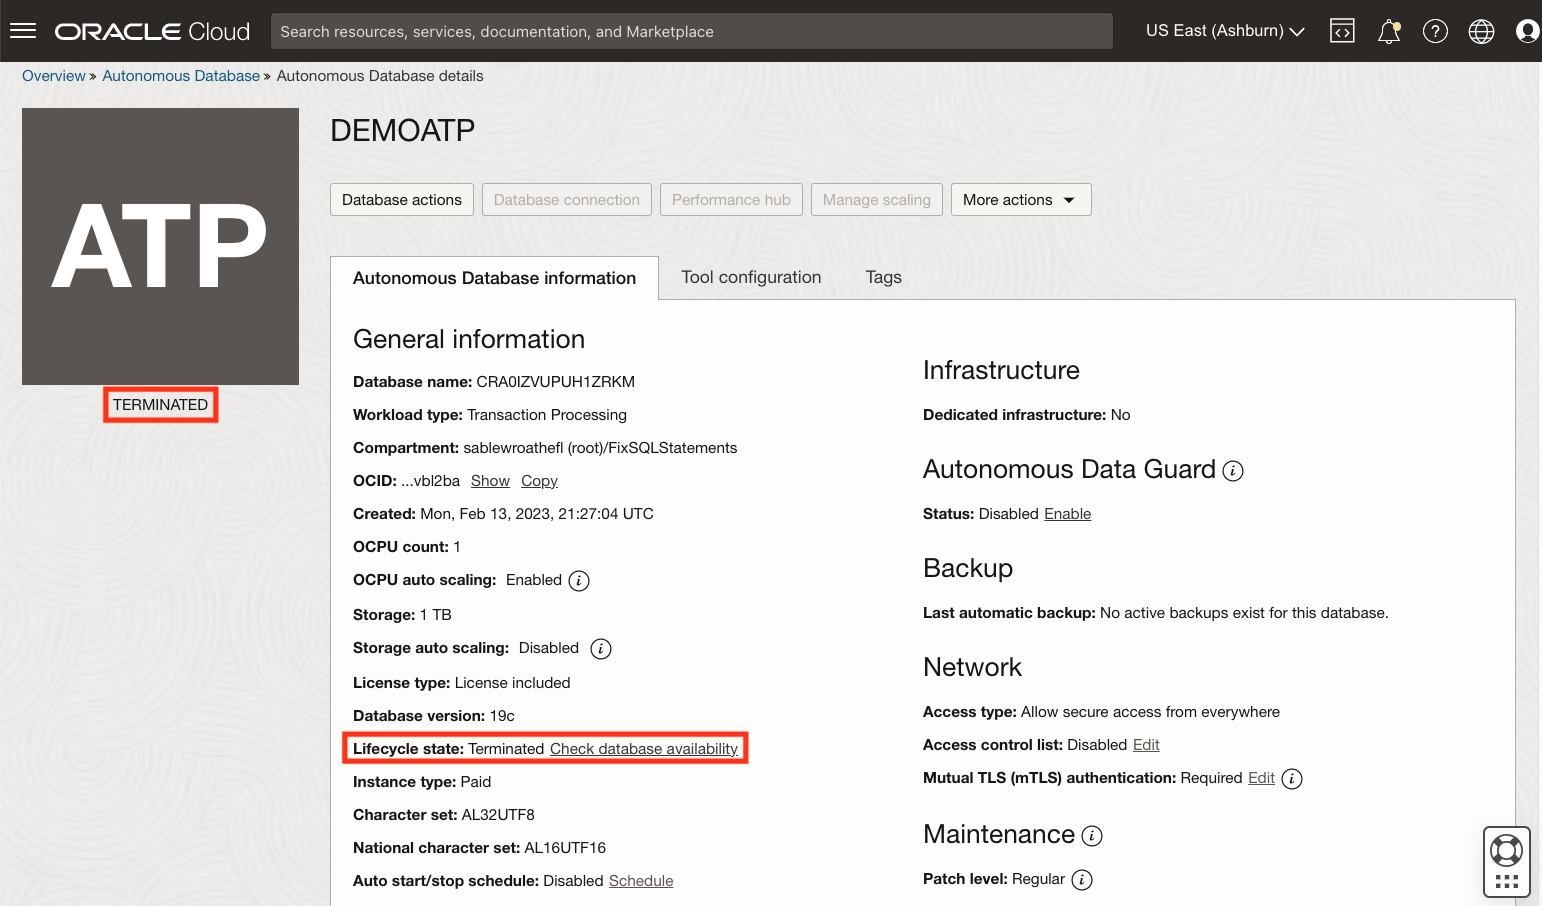 ORACLE Cloud
Search resources, services, documentation, and Marketplace
US East (Ashburn)
Overview » Autonomous Database » Autonomous Database details
ATP
TERMINATED
DEMOATP
Database actions
Database connection
Performance hub
Manage scaling
More actions
Autonomous Database information
Tool configuration
Tags
General information
Database name: CRA0IZVUPUH1ZRKM
Workload type: Transaction Processing
Compartment: sablewroathefl (root)/FixSQLStatements
OCID: ...vbl2ba Show Copy
Created: Mon, Feb 13, 2023, 21:27:04 UTC
OCPU count: 1
OCPU auto scaling: Enabled
Storage: 1 TB
Storage auto scaling: Disabled
License type: License included
Database version: 19c
Lifecycle state: Terminated Check database availability
Instance type: Paid
Character set: AL32UTF8
National character set: AL16UTF16
Auto start/stop schedule: Disabled Schedule
Infrastructure
Dedicated infrastructure: No
Autonomous Data Guard
Status: Disabled Enable
Backup
Last automatic backup: No active backups exist for this database.
Network
Access type: Allow secure access from everywhere
Access control list: Disabled Edit
Mutual TLS (mTLS) authentication: Required Edit
Maintenance
Patch level: Regular